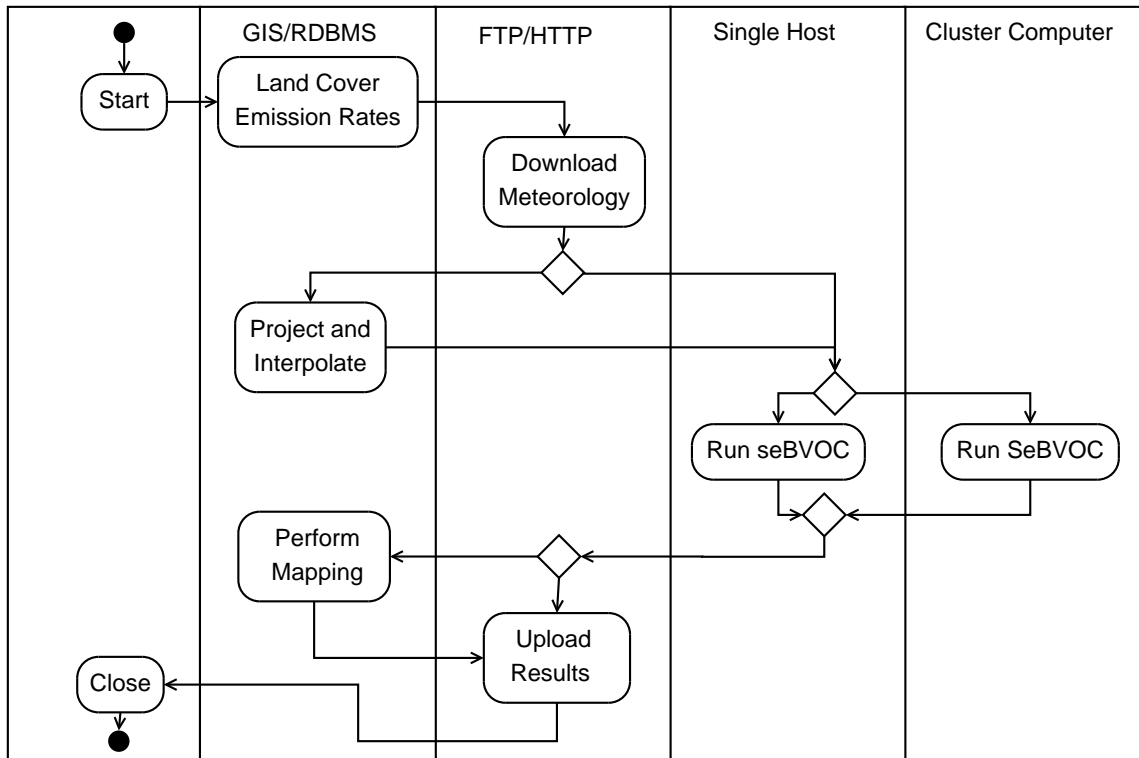 GIS/RDBMS
FTP/HTTP
Single Host
Cluster Computer
Start
Land Cover
Emission Rates
Download
Meteorology
Project and
Interpolate
Run seBVOC
Run SeBVOC
Perform
Mapping
Upload
Results
Close